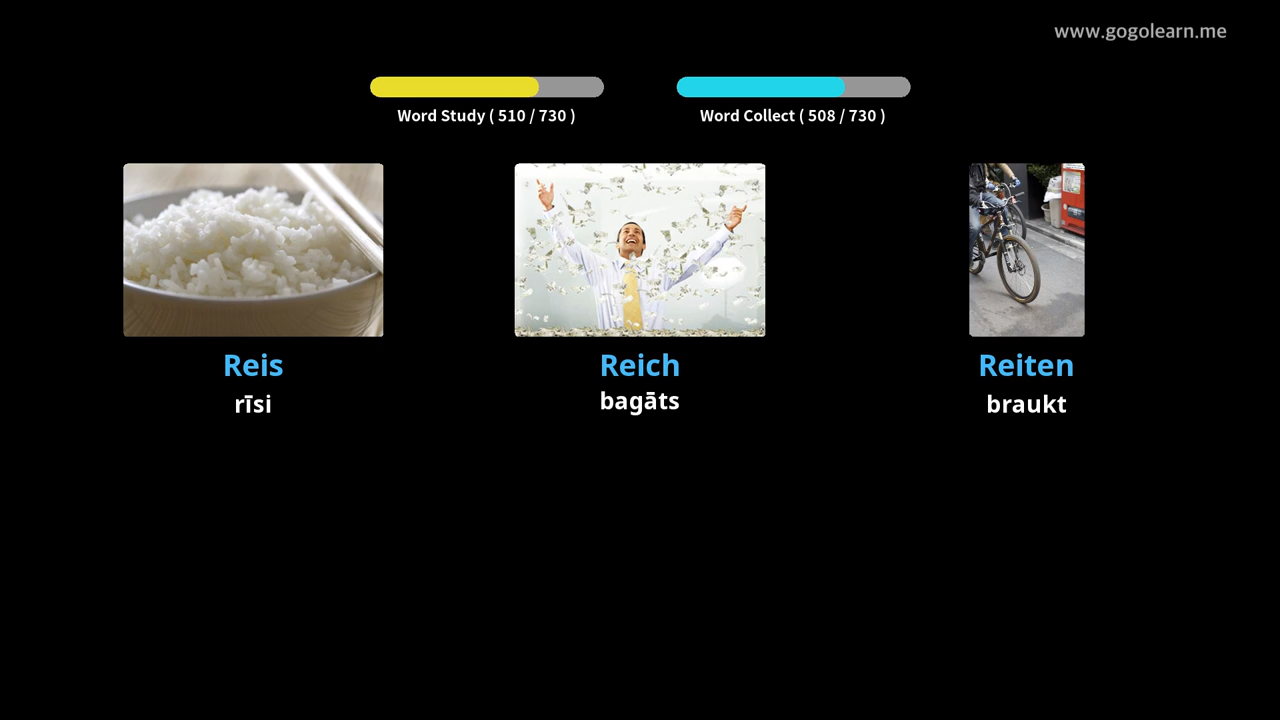 www.gogolearn.me
Word Study ( 510 / 730 )
Word Collect ( 508 / 730 )
Reis
Reich
Reiten
rīsi
bagāts
braukt